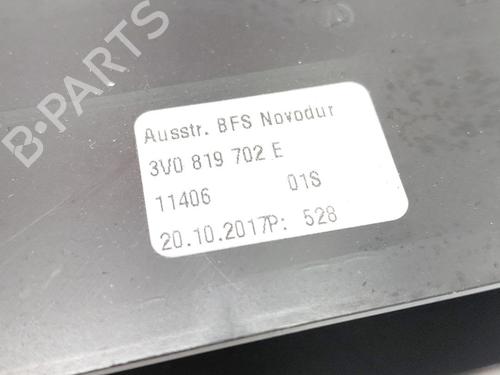 B-PARTS
Ausstr. BFS Novodur
3V0 819 702 E
11406 01S
20.10.2017P: 528